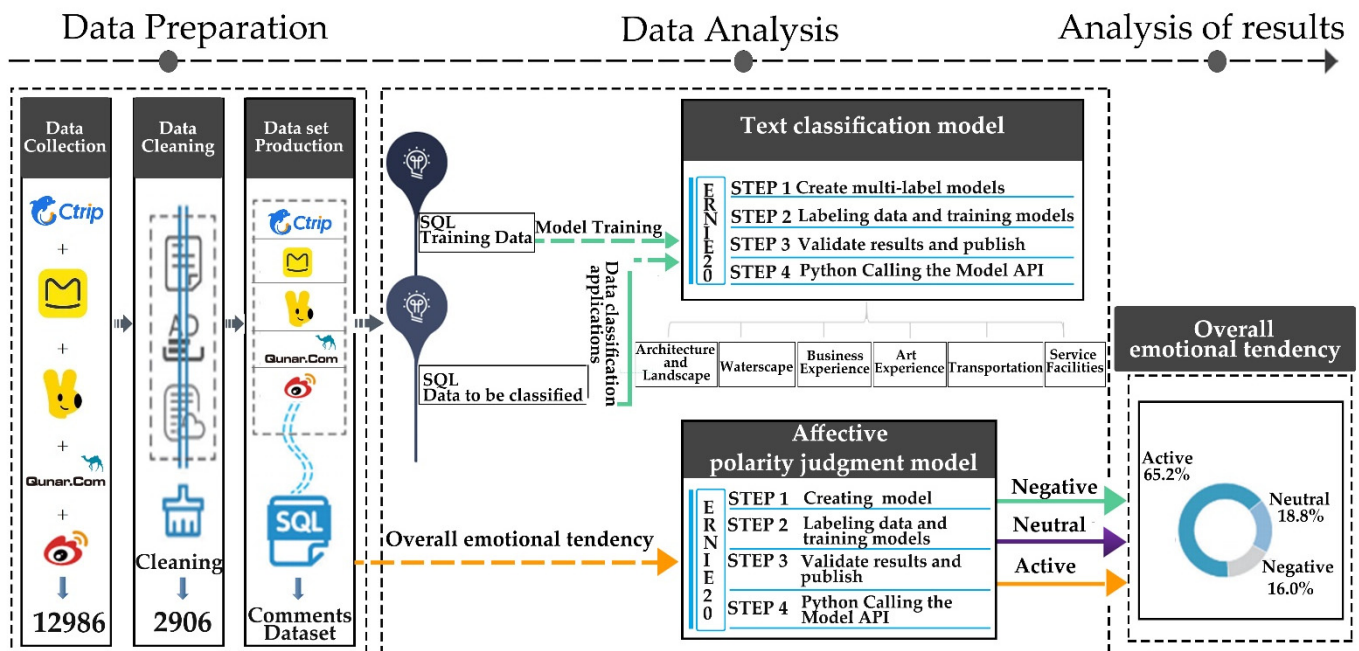 Data Preparation
Data Analysis
Analysis of results
Data
Collection
Ctrip
+
+
+
Qunar.Com
+
12986
Data
Cleaning
AD
Cleaning
2906
Data set
Production
Ctrip
Qunar.Com
SQL
Comments
Dataset
SQL
Training Data
Model Training
SQL
Data to be classified
Data classification
applications
Text classification model
ERNIE20
STEP 1 Create multi-label models
STEP 2 Labeling data and training models
STEP 3 Validate results and publish
STEP 4 Python Calling the Model API
Architecture
and
Landscape
Waterscape
Business
Experience
Art
Experience
Transportation
Service
Facilities
Overall emotional tendency
Affective
polarity judgment model
ERNIE20
STEP 1 Creating model
STEP 2 Labeling data and
training models
STEP 3 Validate results and
publish
STEP 4 Python Calling the
Model API
Negative
Neutral
Active
Overall
emotional tendency
Active
65.2%
Neutral
18.8%
Negative
16.0%